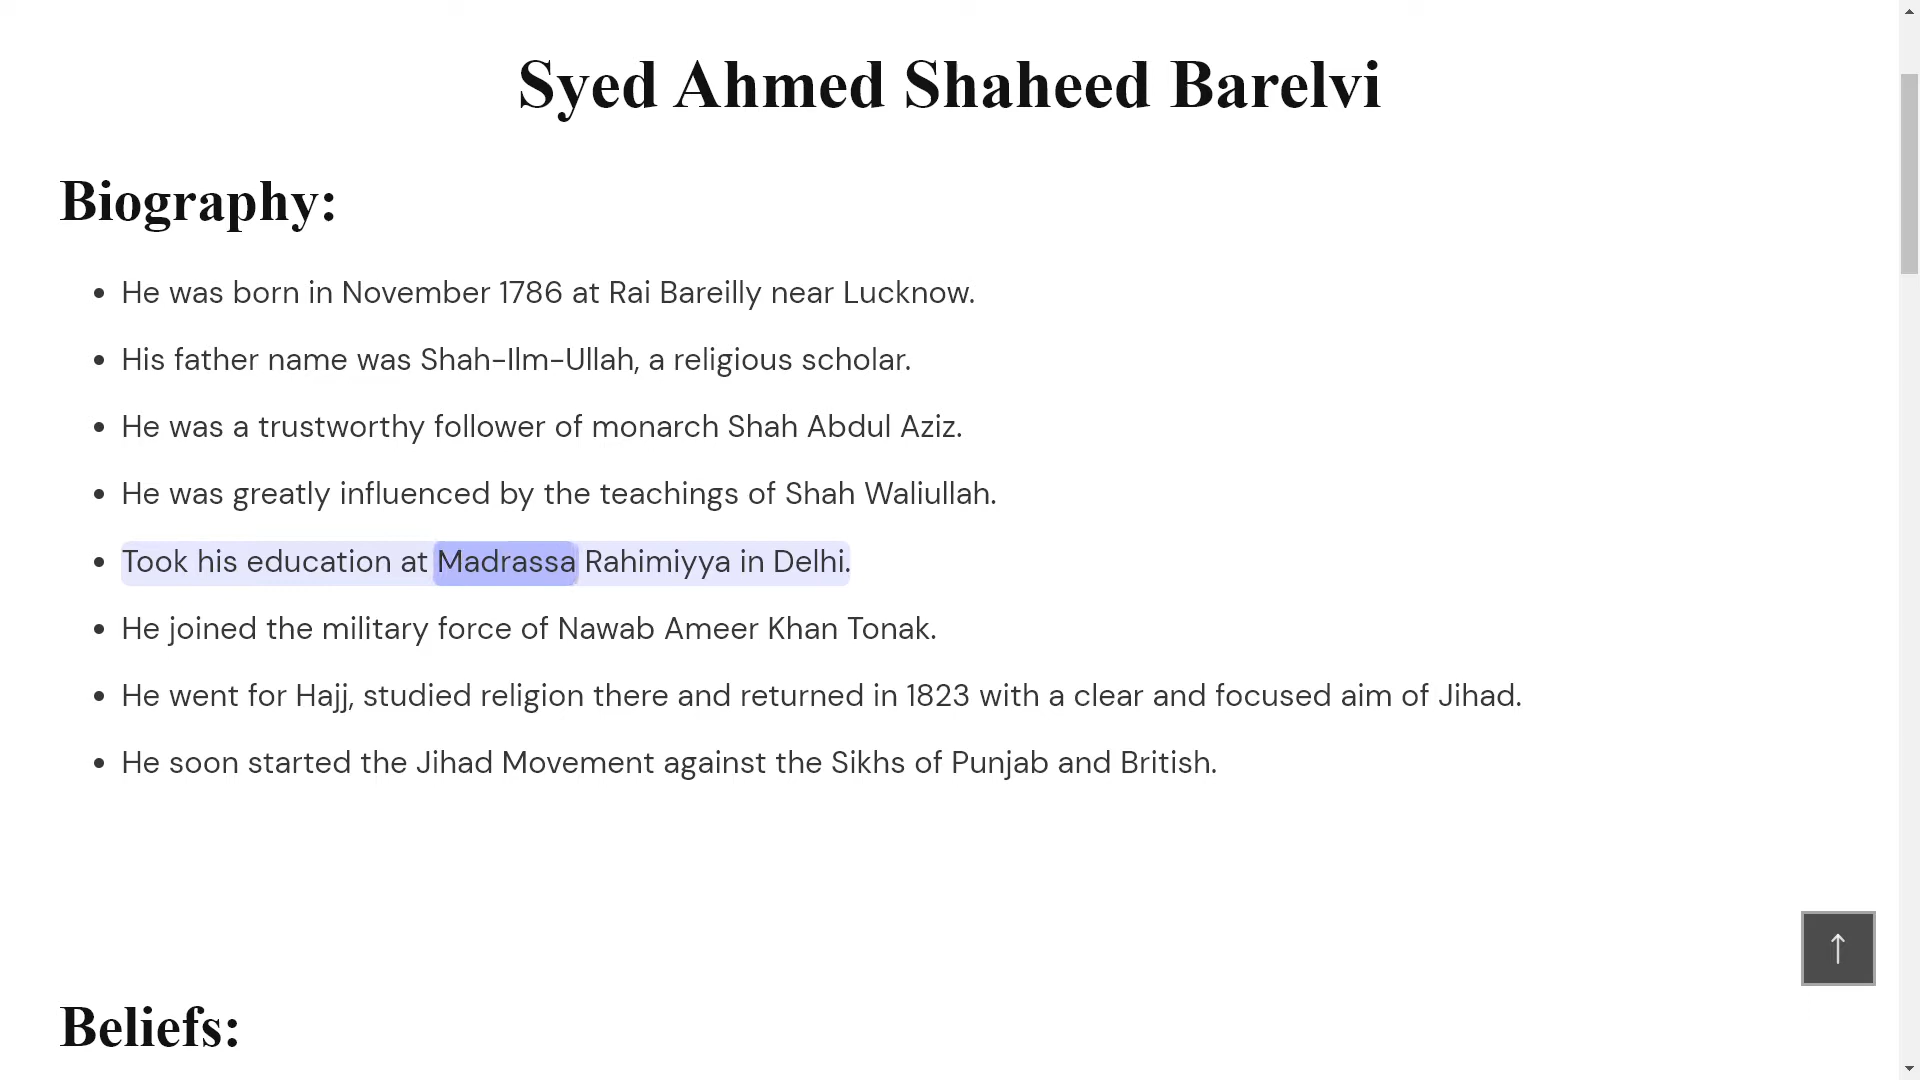 Syed Ahmed Shaheed Barelvi
Biography:
• He was born in November 1786 at Rai Bareilly near Lucknow.
• His father name was Shah-Ilm-Ullah, a religious scholar.
• He was a trustworthy follower of monarch Shah Abdul Aziz.
• He was greatly influenced by the teachings of Shah Waliullah.
• Took his education at Madrassa Rahimiyya in Delhi.
• He joined the military force of Nawab Ameer Khan Tonak.
• He went for Hajj, studied religion there and returned in 1823 with a clear and focused aim of Jihad.
• He soon started the Jihad Movement against the Sikhs of Punjab and British.
Beliefs: